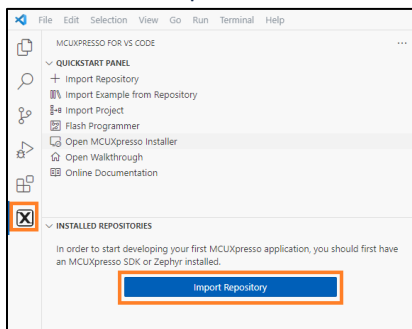 File Edit Selection View Go Run Terminal Help
MCUXPRESSO FOR VS CODE
QUICKSTART PANEL
Import Repository
Import Example from Repository
Import Project
Flash Programmer
Open MCUXpresso Installer
Open Walkthrough
Online Documentation
INSTALLED REPOSITORIES
In order to start developing your first MCUXpresso application, you should first have
an MCUXpresso SDK or Zephyr installed.
Import Repository